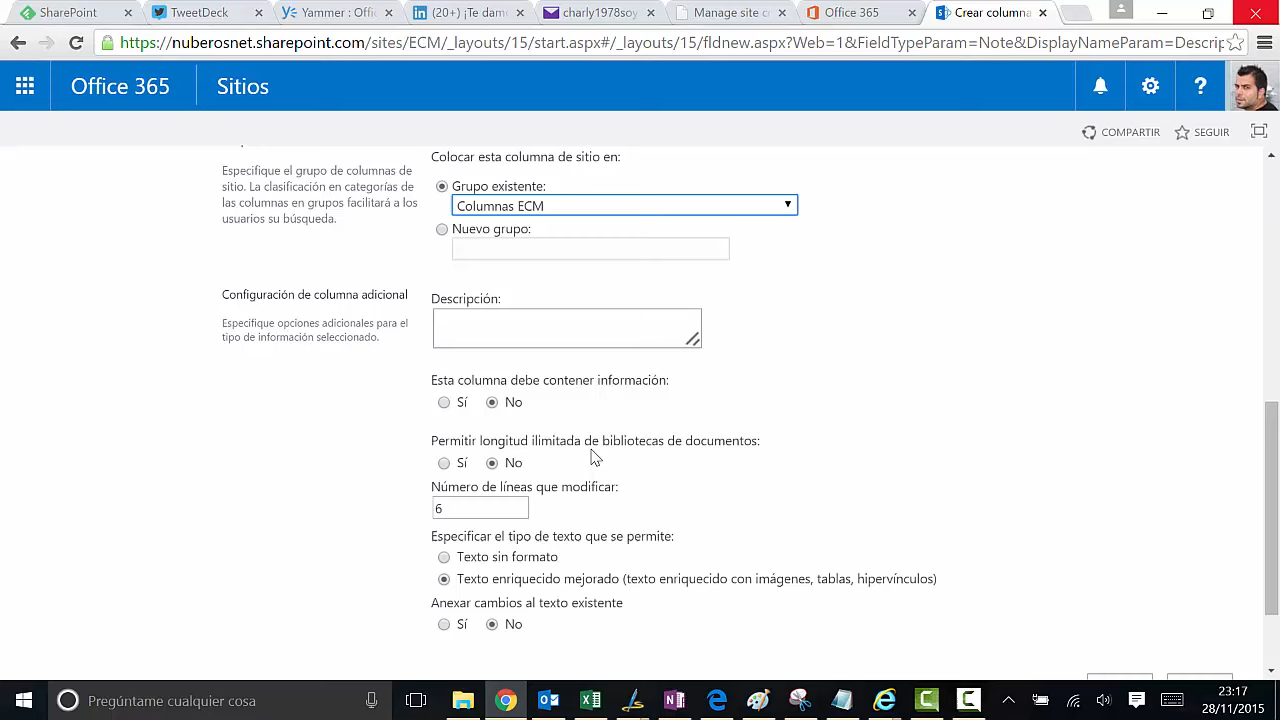 SharePoint
TweetDeck
Yammer : Offi
(20+) ¡Te dam
charly1978soy
Manage site c
Office 365
Crear columna
https://nuberosnet.sharepoint.com/sites/ECM/_layouts/15/start.aspx#/_layouts/15/fldnew.aspx?Web=1&FieldTypeParam=Note&DisplayNameParam=Descrip
Office 365
Sitios
?
COMPARTIR
SEGUIR
Colocar esta columna de sitio en:
Especifique el grupo de columnas de
sitio. La clasificación en categorías de
las columnas en grupos facilitará a los
usuarios su búsqueda.
Grupo existente:
Columnas ECM
Nuevo grupo:
Configuración de columna adicional
Especifique opciones adicionales para el
tipo de información seleccionado.
Descripción:
Esta columna debe contener información:
Sí No
Permitir longitud ilimitada de bibliotecas de documentos:
Sí No
Número de líneas que modificar:
6
Especificar el tipo de texto que se permite:
Texto sin formato
Texto enriquecido mejorado (texto enriquecido con imágenes, tablas, hipervínculos)
Anexar cambios al texto existente
Sí No
Pregúntame cualquier cosa
23:17
28/11/2015